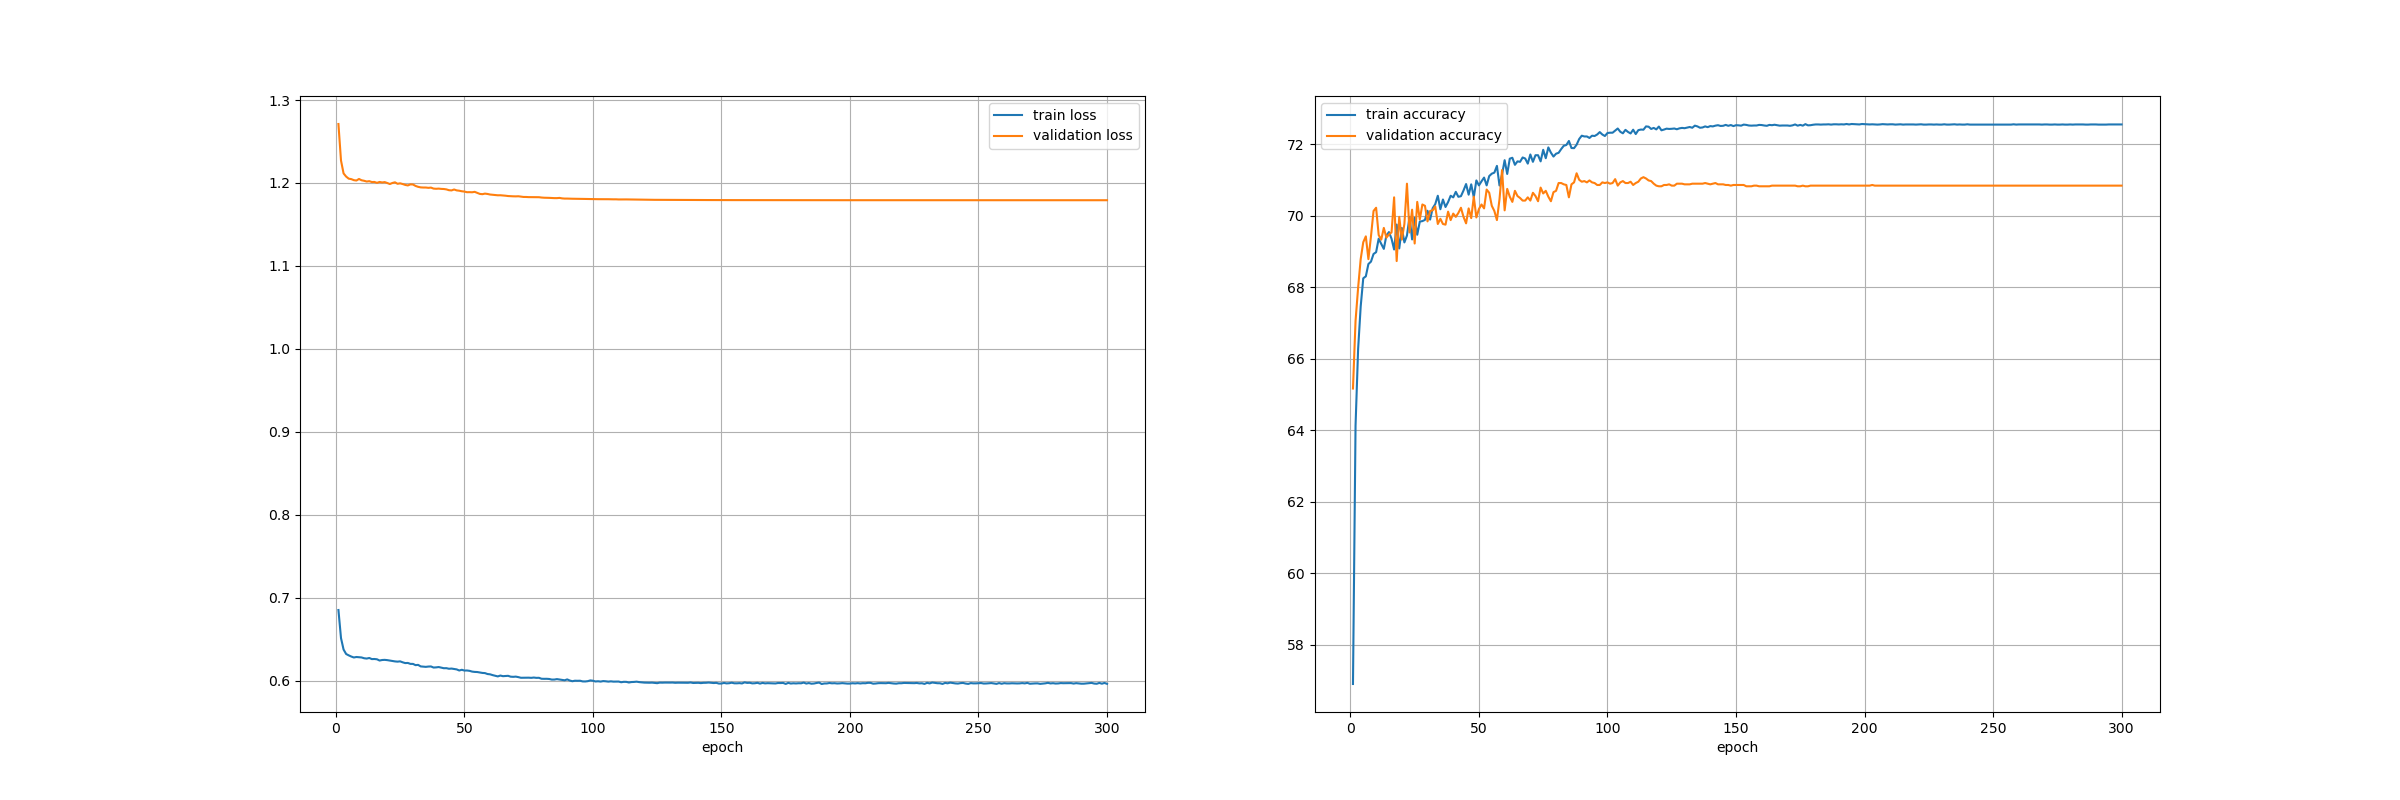 train loss
validation loss
1.3
1.2
1.1
1.0
0.9
0.8
0.7
0.6
0 50 100 150 200 250 300
epoch
train accuracy
validation accuracy
72
70
68
66
64
62
60
58
0 50 100 150 200 250 300
epoch